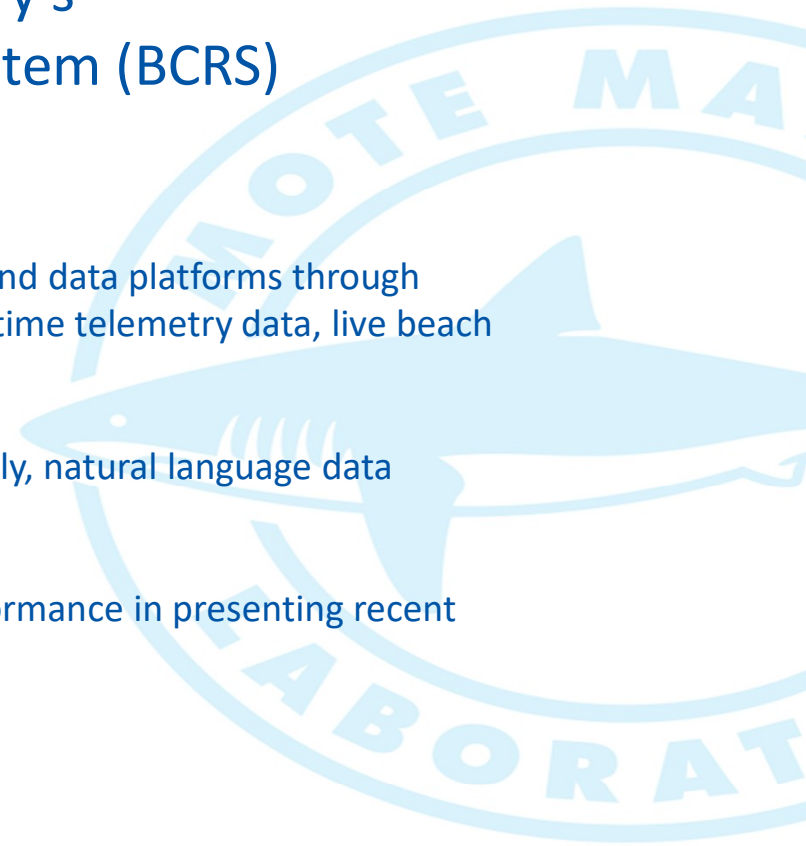 y's
tem (BCRS)
MOTE MA
nd data platforms through
time telemetry data, live beach
ly, natural language data
ormance in presenting recent
LABORAT